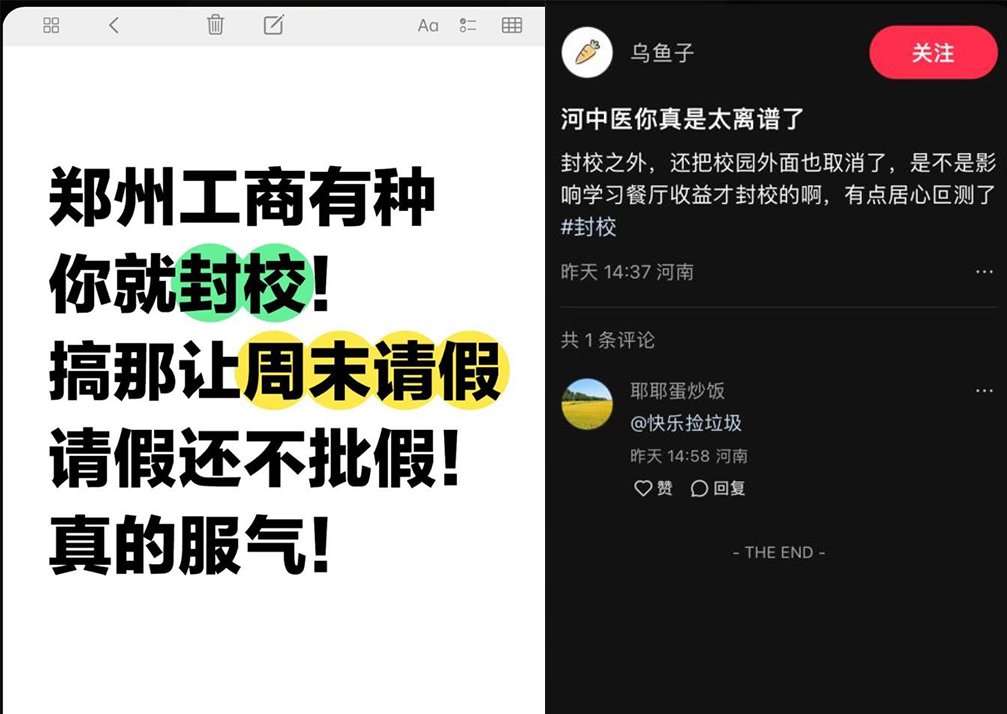 Aa
郑州工商有种
你就封校!
搞那让周末请假
请假还不批假!
真的服气!
乌鱼子
关注
河中医你真是太离谱了
封校之外，还把校园外面也取消了，是不是影
响学习餐厅收益才封校的啊，有点居心叵测了
#封校
昨天 14:37 河南
共 1 条评论
耶耶蛋炒饭
@快乐捡垃圾
昨天 14:58 河南
赞 回复
- THE END -